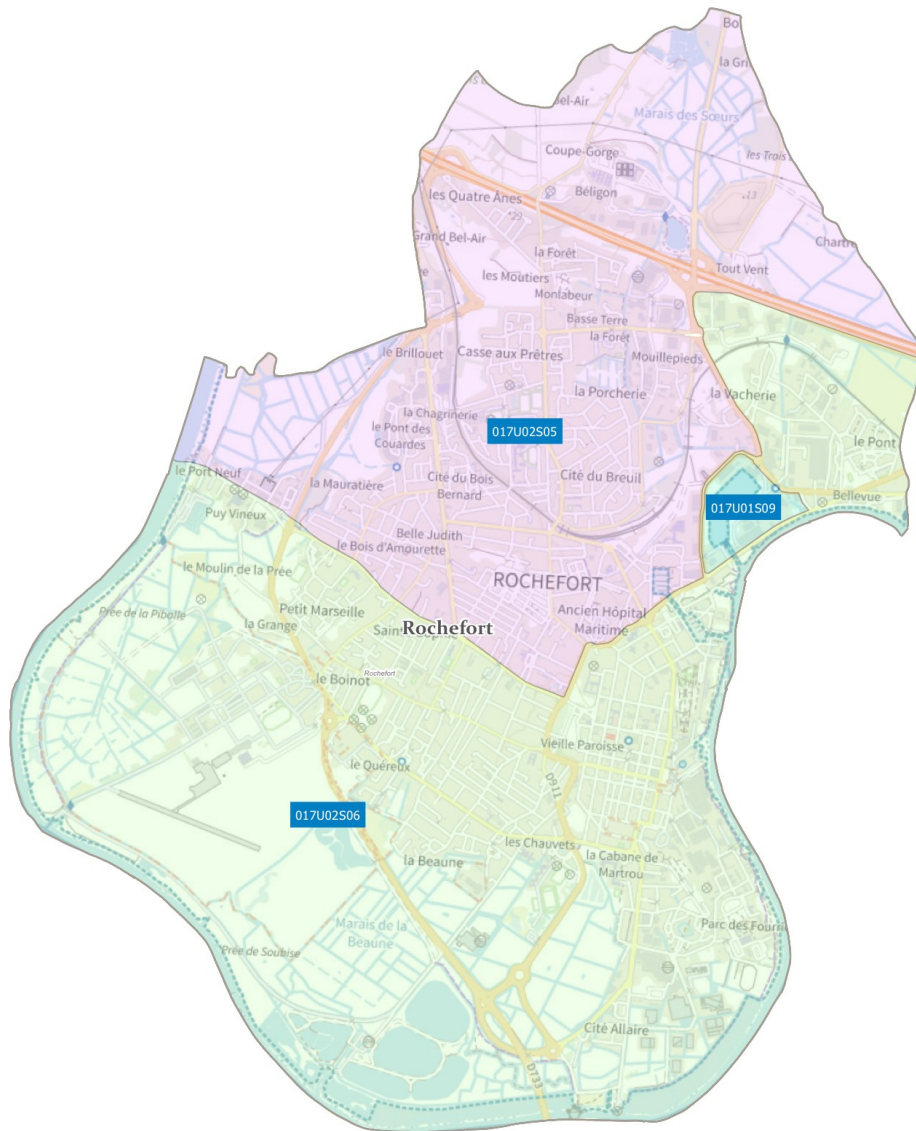 Bel-Air
la Gri
Marais des Sœurs
Coupe-Gorge
les Trois
Béligon
13
les Quatre Ânes
29
Grand Bel-Air
la Forêt
Chartre
les Moutiers
Tout Vent
Montabeur
Basse Terre
la Forêt
le Brillouet
Casse aux Prêtres
Mouillepieds
la Porcherie
la Vacherie
la Chagrinerie
le Pont des
Couardes
017U02S05
le Pont
le Port Neuf
Cité du Bois
Bernard
Cité du Breuil
la Mauratière
Bellevue
017U01S09
Puy Vineux
Belle Judith
le Bois d'Amourette
le Moulin de la Prée
ROCHEFORT
Petit Marseille
Ancien Hôpital
Maritime
Prée de la Pibolle
la Grange
Rochefort
Rochefort
le Boinot
Vieille Paroisse
le Quéreux
D911
017U02S06
les Chauvets
la Beaune
la Cabane de
Martrou
Marais de la
Beaune
Parc des Fourri
Prée de Soubise
Cité Allaire
D733